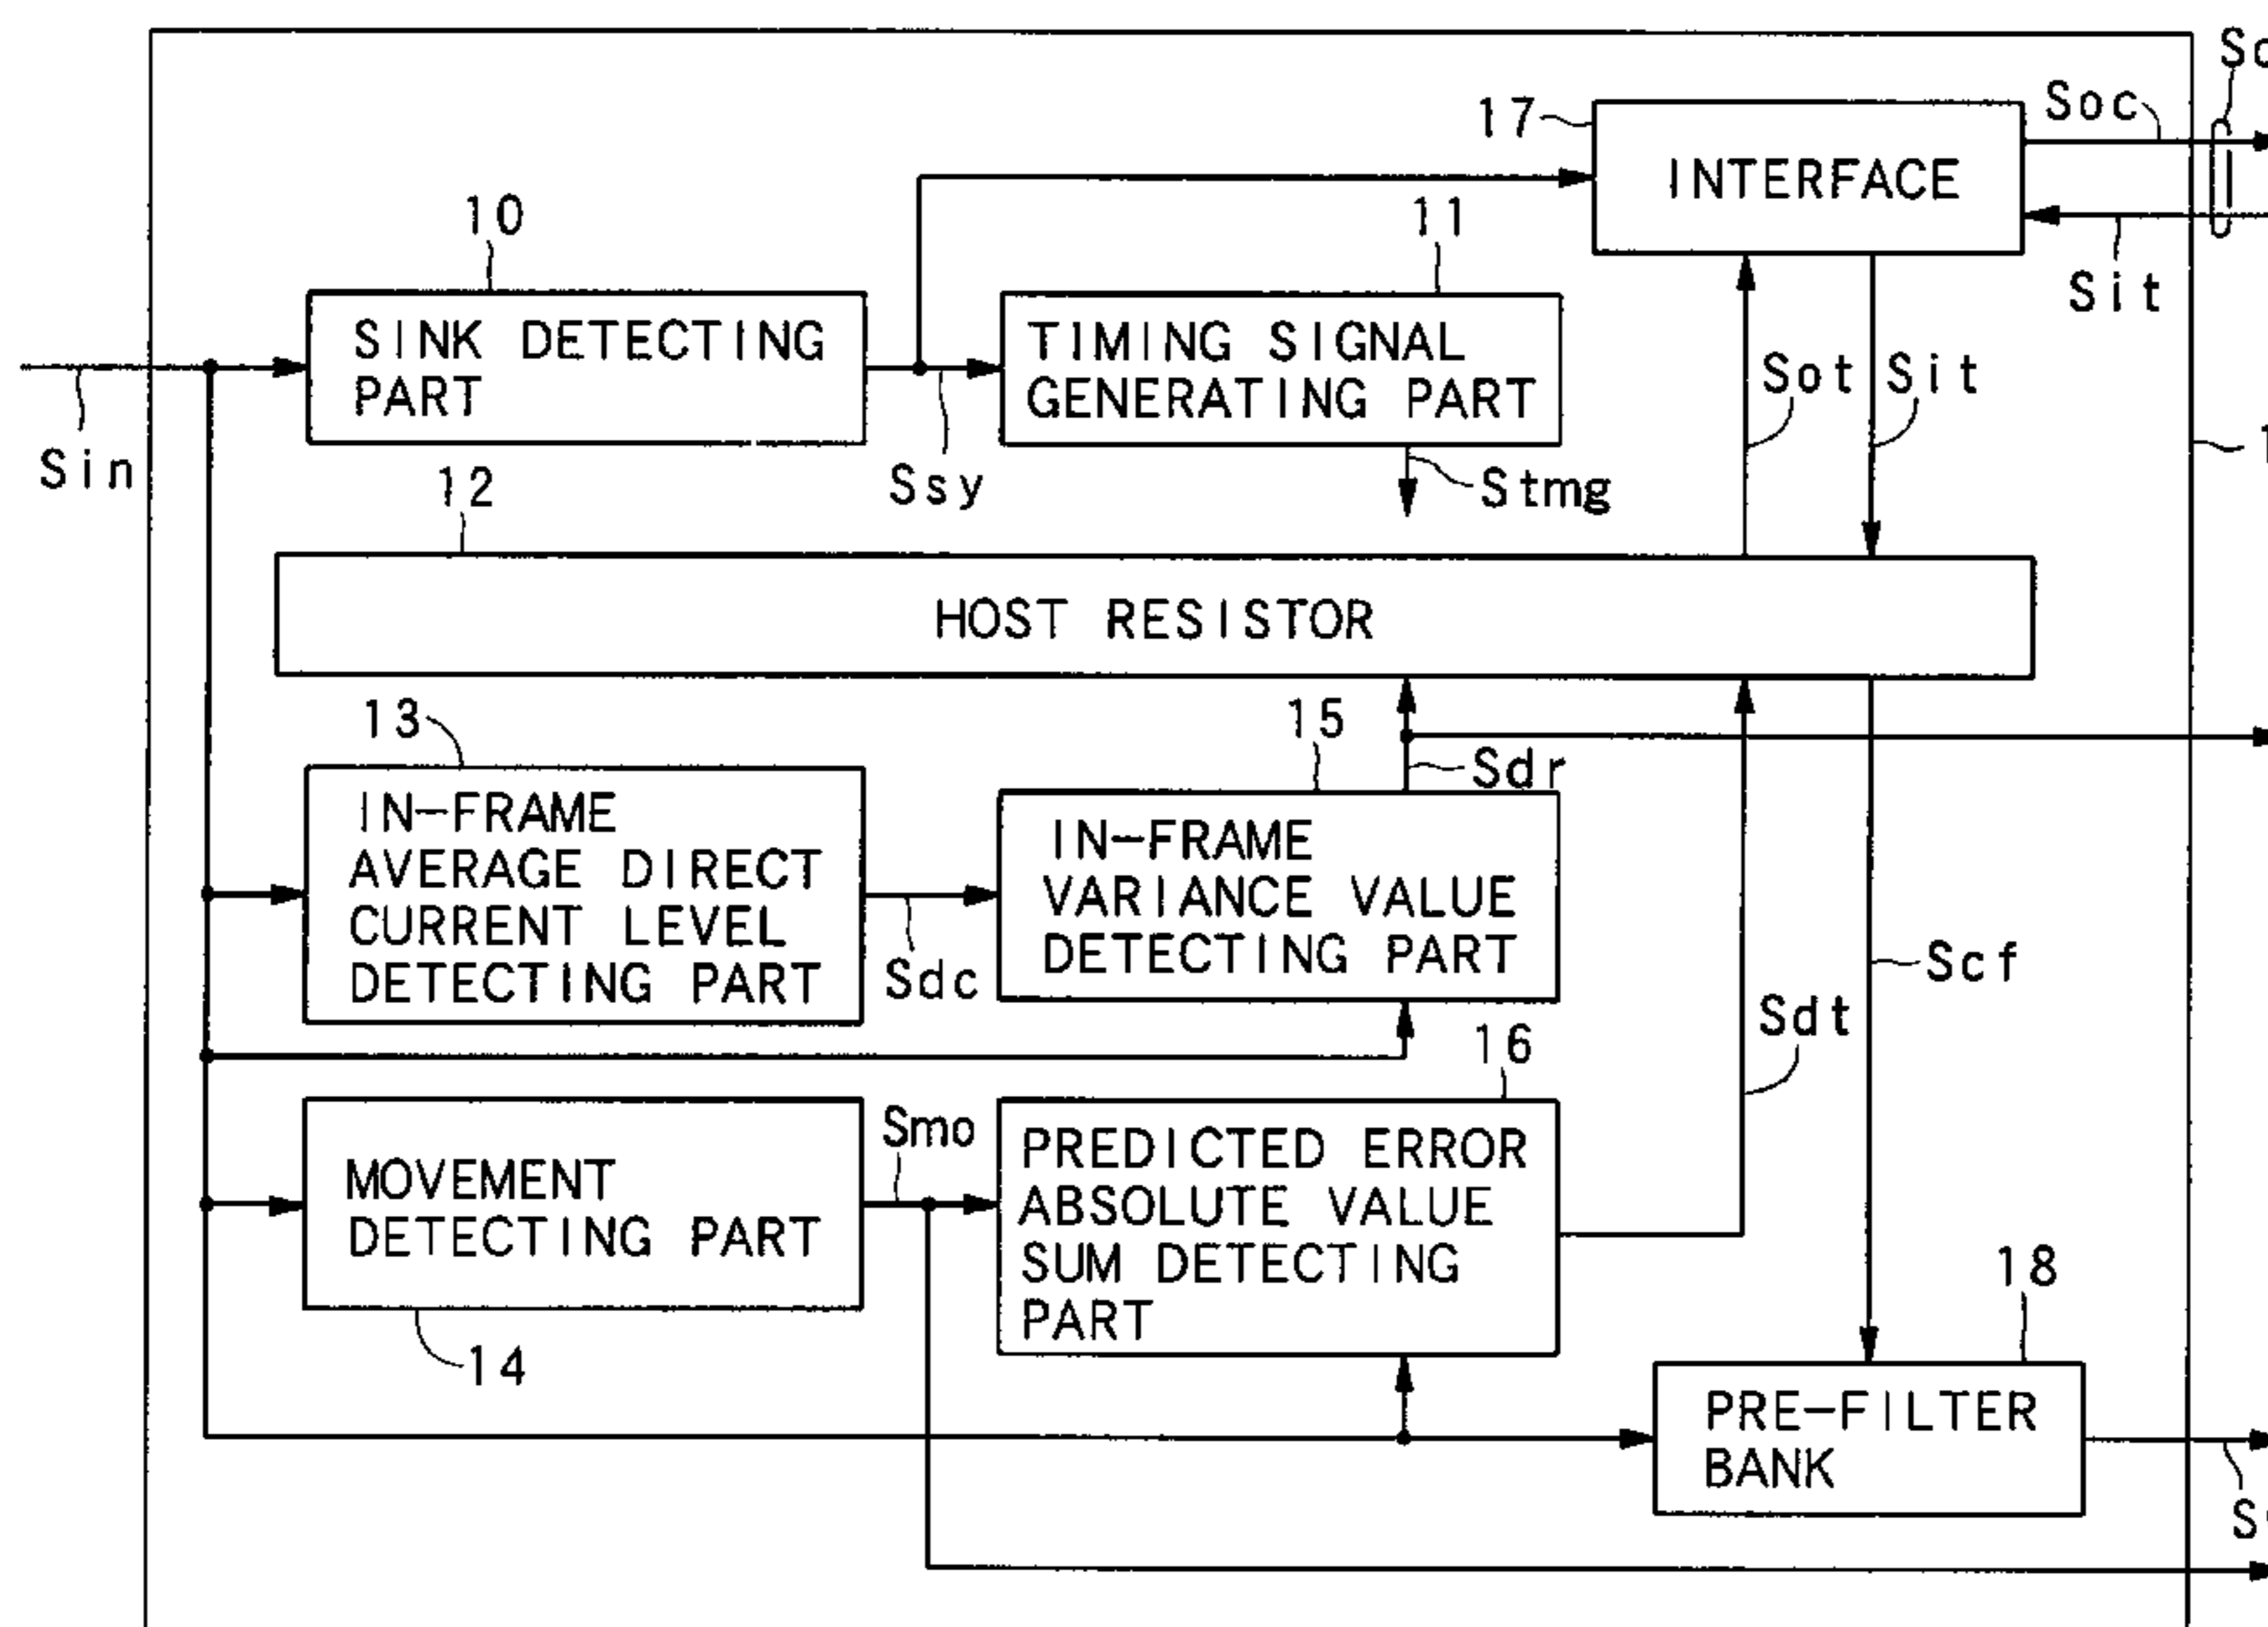 Soc
17
INTERFACE
10
11
Sit
SINK DETECTING
PART
TIMING SIGNAL
GENERATING PART
Sot
Sit
Sin
Ssy
Stmg
12
HOST RESISTOR
13
15
Sdr
IN-FRAME
AVERAGE DIRECT
CURRENT LEVEL
DETECTING PART
IN-FRAME
VARIANCE VALUE
DETECTING PART
Sdc
Scf
Sdt
16
Smo
MOVEMENT
DETECTING PART
PREDICTED ERROR
ABSOLUTE VALUE
SUM DETECTING
PART
14
18
PRE-FILTER
BANK